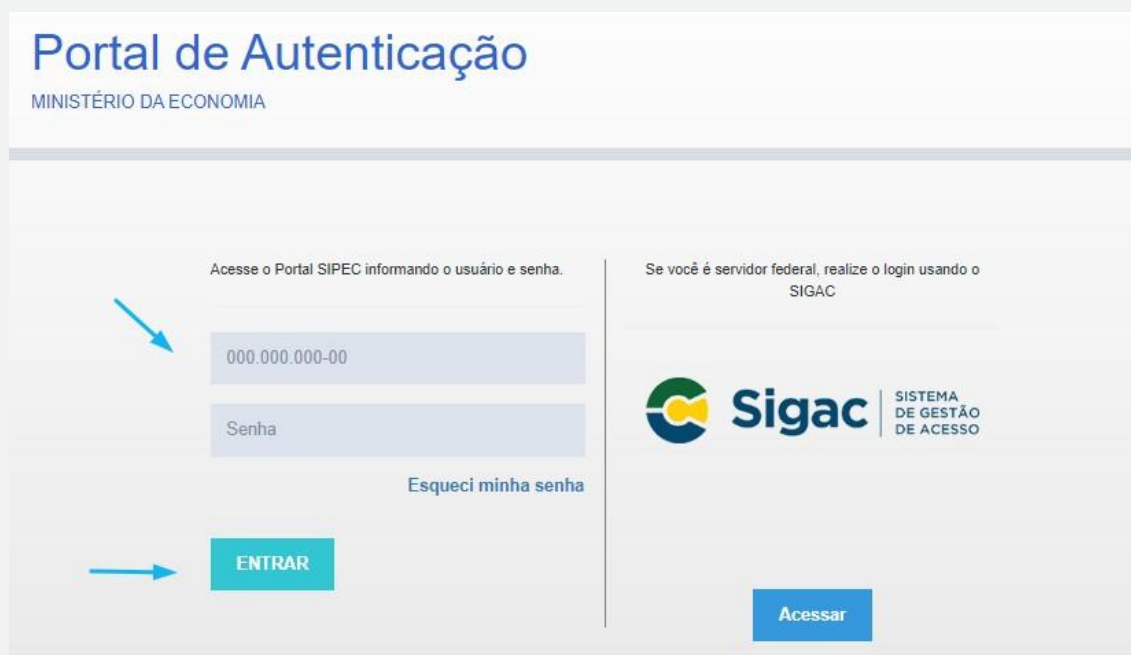 Portal de Autenticação
MINISTÉRIO DA ECONOMIA
Acesse o Portal SIPEC informando o usuário e senha.
000.000.000-00
Senha
Esqueci minha senha
ENTRAR
Se você é servidor federal, realize o login usando o
SIGAC
Sigac
SISTEMA
DE GESTÃO
DE ACESSO
Acessar